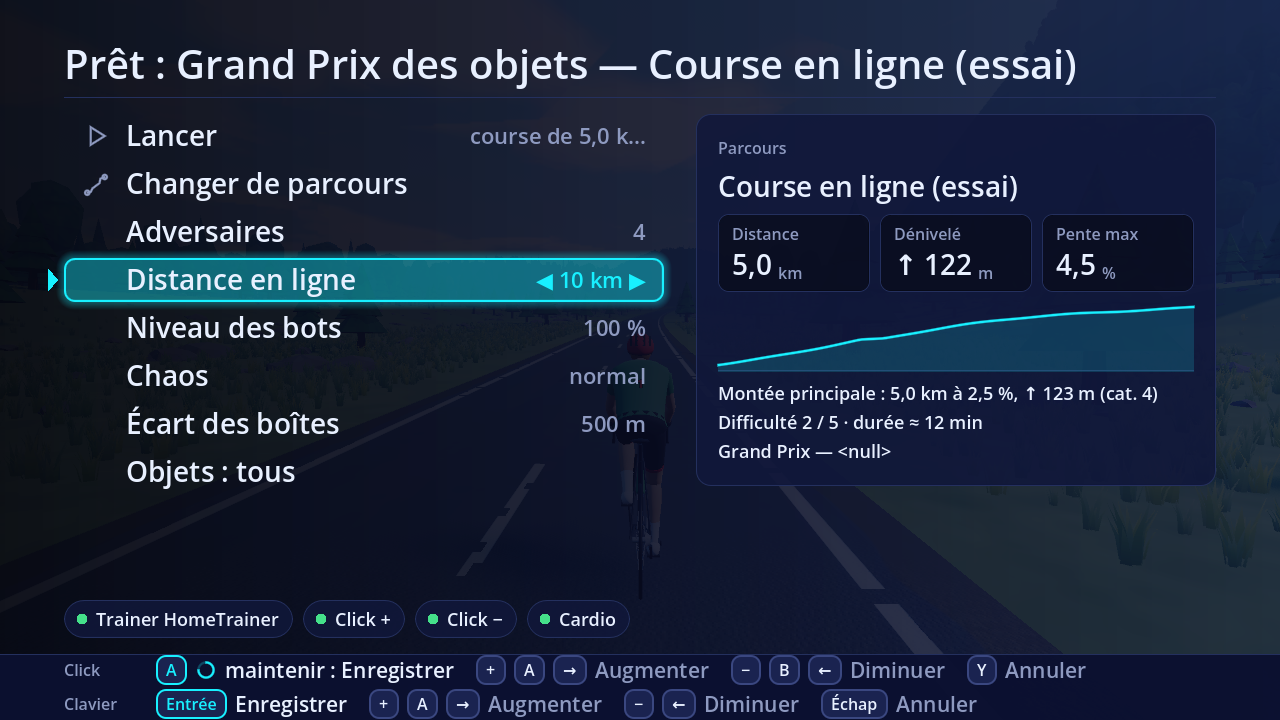 Prêt : Grand Prix des objets — Course en ligne (essai)
Lancer course de 5,0 k...
Changer de parcours
Adversaires 4
Distance en ligne ◀ 10 km ▶
Niveau des bots 100 %
Chaos normal
Écart des boîtes 500 m
Objets : tous
Parcours
Course en ligne (essai)
Distance Dénivelé Pente max
5,0 km ↑ 122 m 4,5 %
Montée principale : 5,0 km à 2,5 %, ↑ 123 m (cat. 4)
Difficulté 2 / 5 · durée ≈ 12 min
Grand Prix — <null>
Trainer HomeTrainer Click + Click − Cardio
Click A maintenir : Enregistrer + A → Augmenter − B ← Diminuer Y Annuler
Clavier Entrée Enregistrer + A → Augmenter − ← Diminuer Échap Annuler